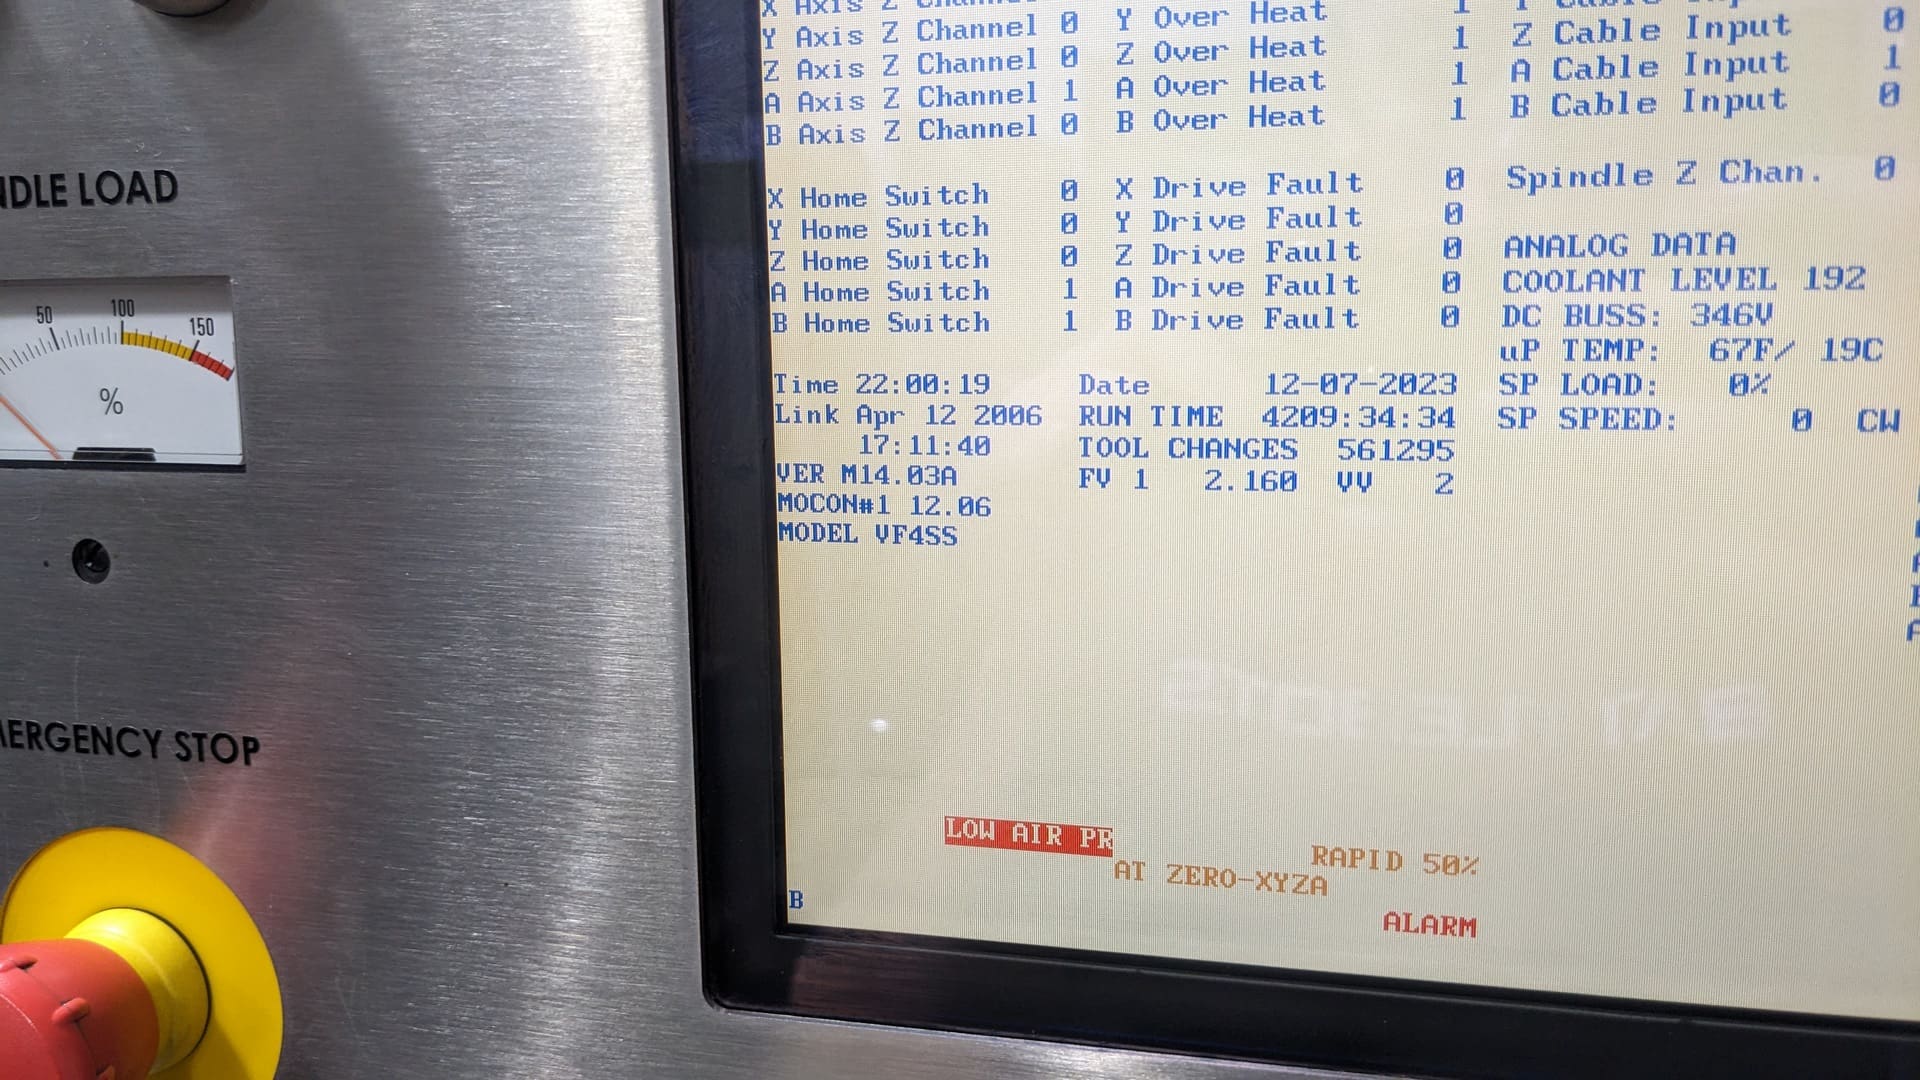 X Axis Z
Y Axis Z Channel 0 Y Over Heat 1 Cable
Z Axis Z Channel 0 Z Over Heat 1 Z Cable Input 0
A Axis Z Channel 1 A Over Heat 1 A Cable Input 1
B Axis Z Channel 0 B Over Heat 1 B Cable Input 0
X Home Switch 0 X Drive Fault 0 Spindle Z Chan. 0
Y Home Switch 0 Y Drive Fault 0
Z Home Switch 0 Z Drive Fault 0 ANALOG DATA
A Home Switch 1 A Drive Fault 0 COOLANT LEVEL 192
B Home Switch 1 B Drive Fault 0 DC BUSS: 346V
uP TEMP: 67F/ 19C
Time 22:00:19 Date 12-07-2023 SP LOAD: 0%
Link Apr 12 2006 RUN TIME 4209:34:34 SP SPEED: 0 CW
17:11:40 TOOL CHANGES 561295
VER M14.03A FV 1 2.160 VV 2
MOCON#1 12.06
MODEL VF4SS
LOW AIR PR
RAPID 50%
AT ZERO-XYZA
B
ALARM
NDLE LOAD
50 100 150
%
MERGENCY STOP